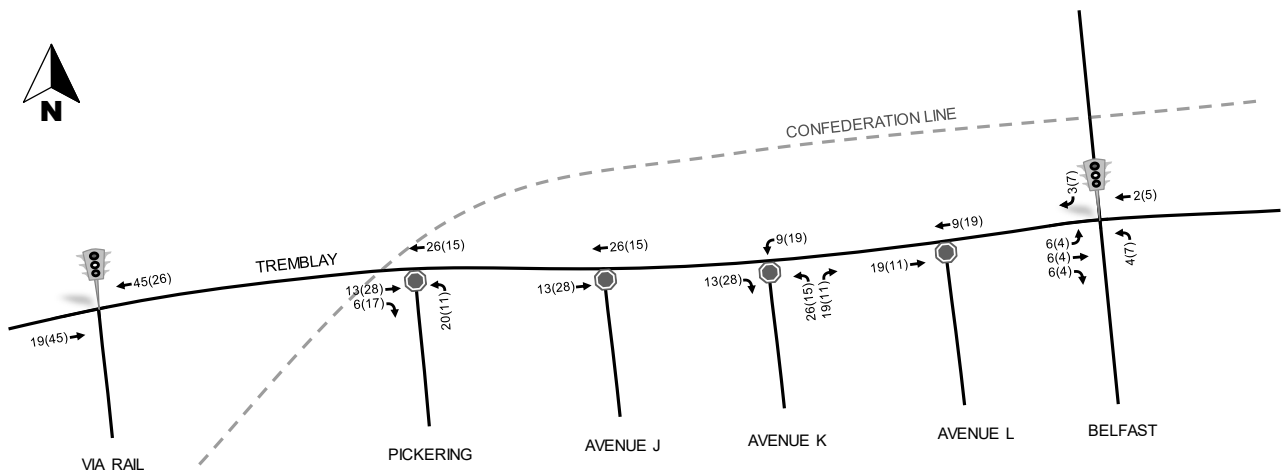 CONFEDERATION LINE
N
3(7)
2(5)
9(19)
9(19)
26(15)
26(15)
6(4)
6(4)
6(4)
4(7)
TREMBLAY
45(26)
19(11)
13(28)
13(28)
13(28)
6(17)
20(11)
26(15)
19(11)
19(45)
BELFAST
AVENUE L
AVENUE K
AVENUE J
PICKERING
VIA RAIL